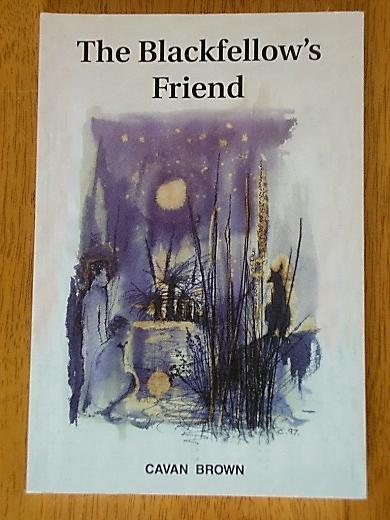 The Blackfellow's
Friend
CAVAN BROWN